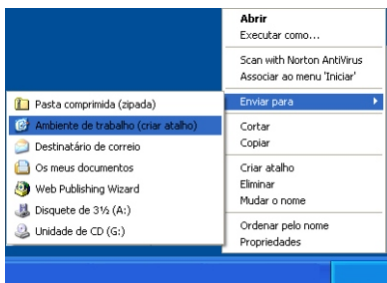 Abrir
Executar como...
Scan with Norton AntiVirus
Associar ao menu 'Iniciar'
Enviar para
Pasta comprimida (zipada)
Ambiente de trabalho (criar atalho)
Destinatário de correio
Os meus documentos
Web Publishing Wizard
Disquete de 3½ (A:)
Unidade de CD (G:)
Cortar
Copiar
Criar atalho
Eliminar
Mudar o nome
Ordenar pelo nome
Propriedades